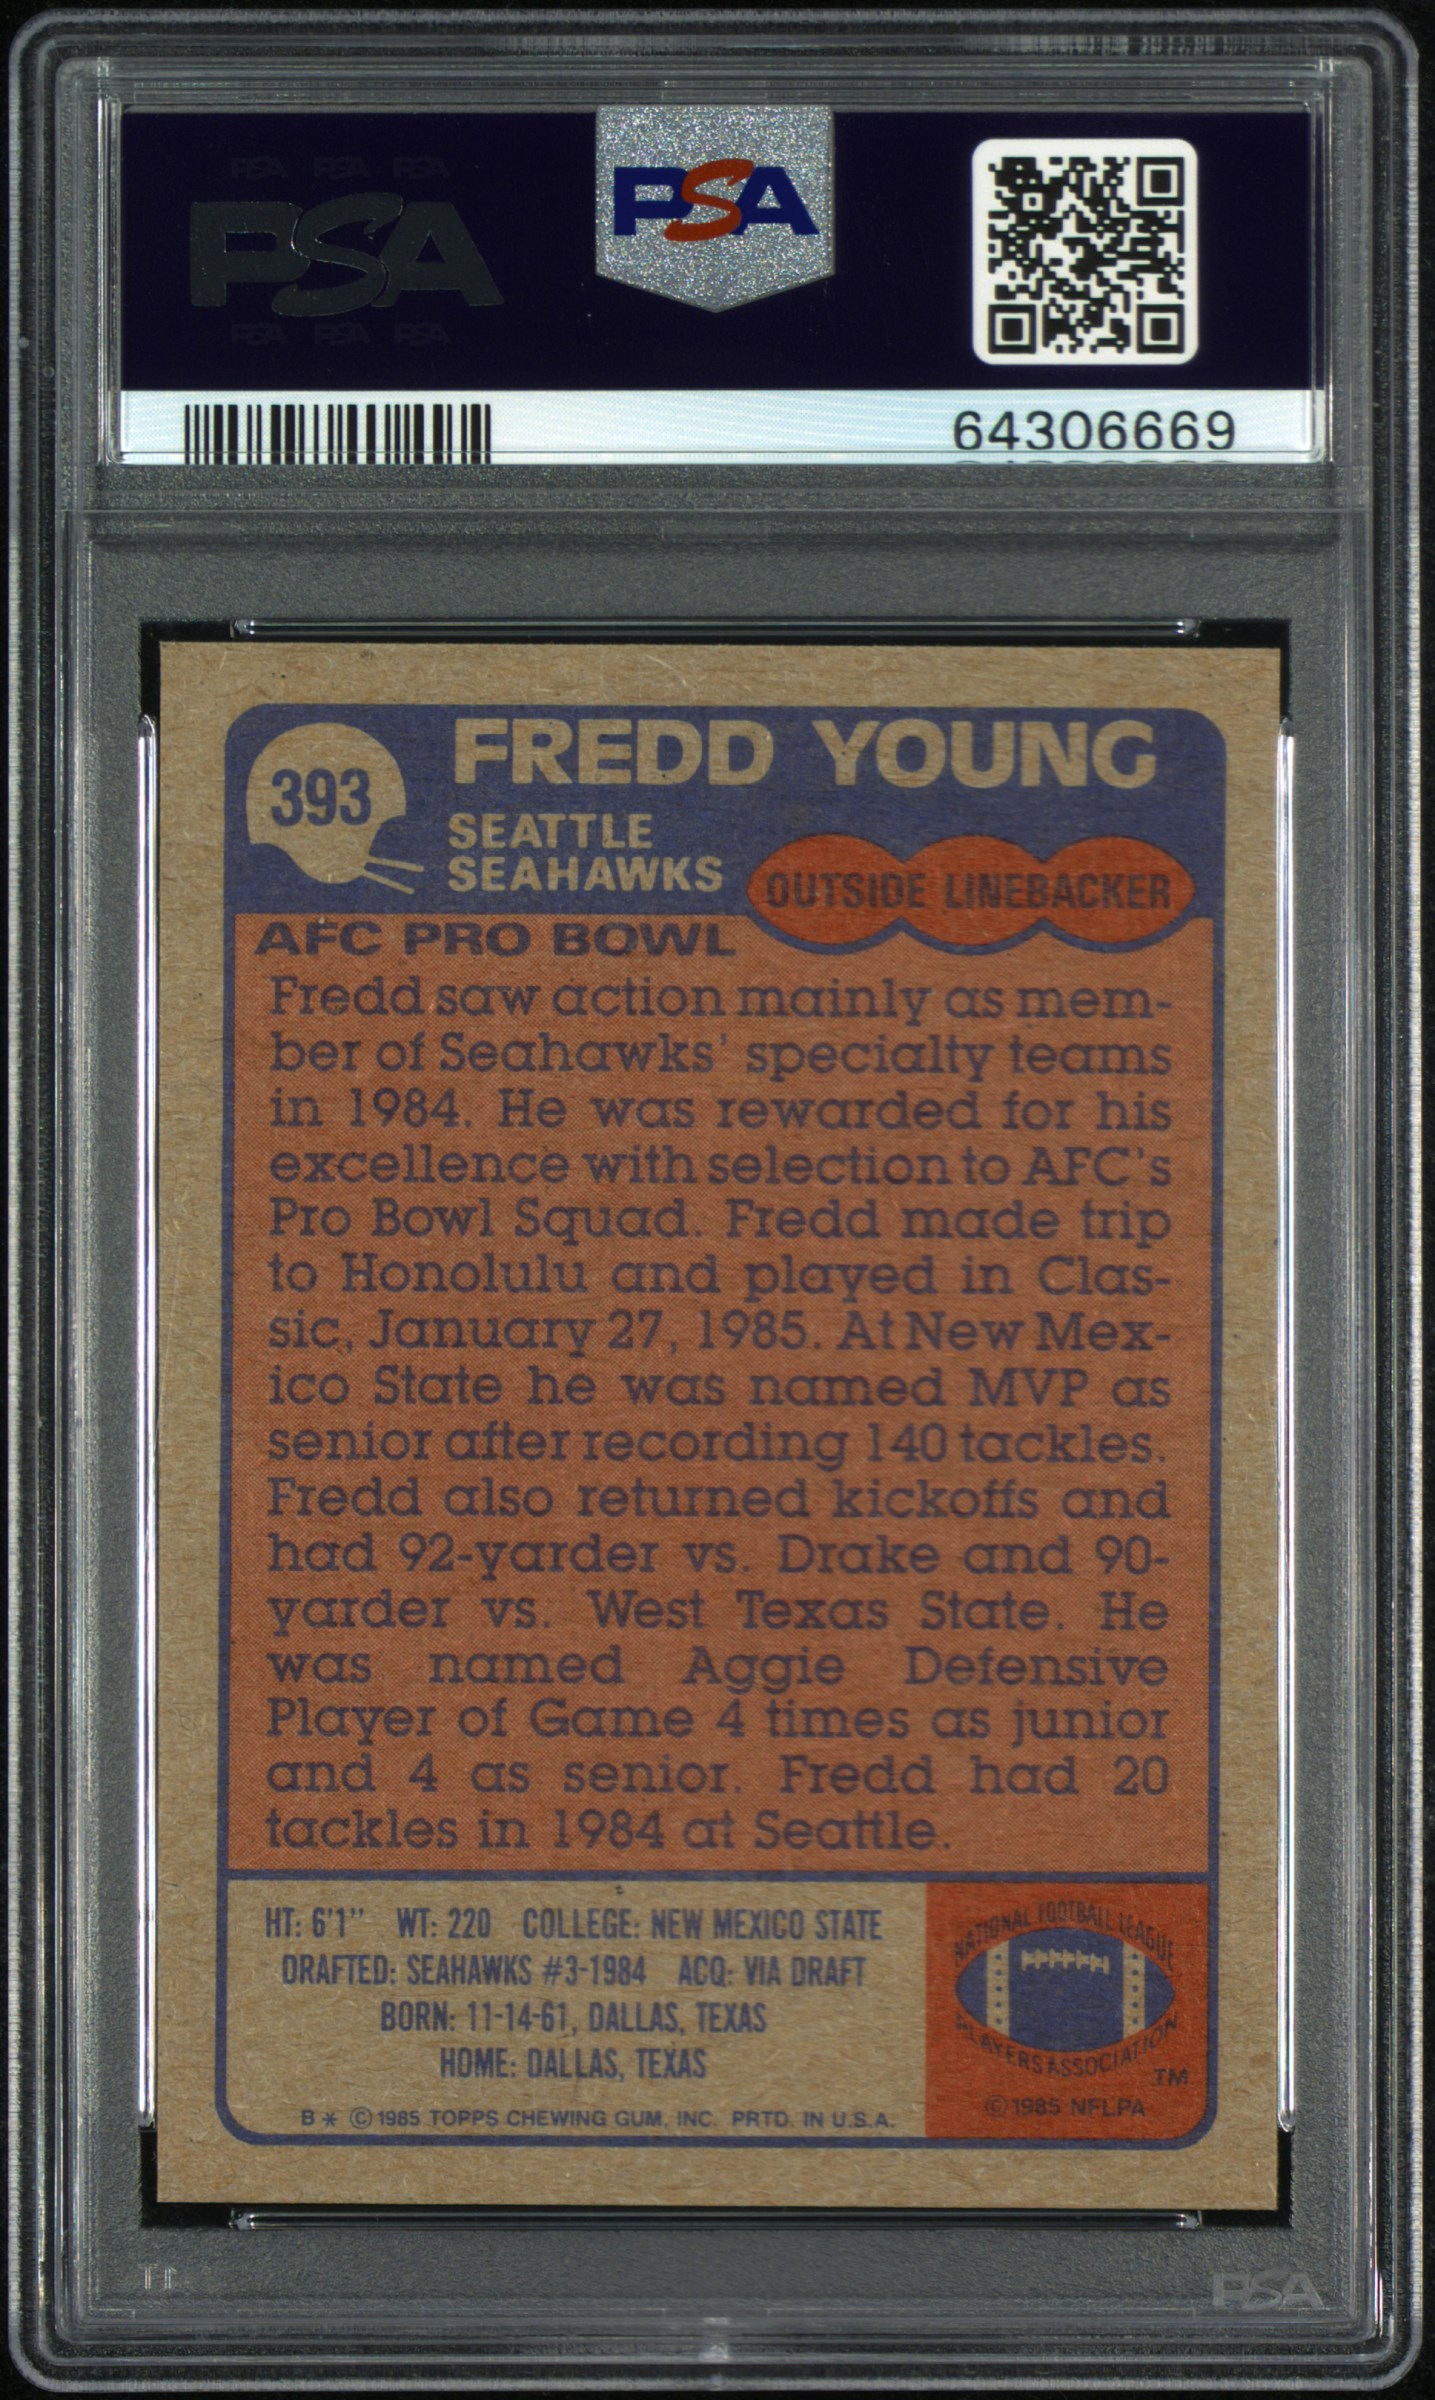 PSA PSA PSA
PSA
PSA PSA PSA
PSA
64306669
393
FREDD YOUNG
SEATTLE
SEAHAWKS
OUTSIDE LINEBACKER
AFC PRO BOWL
Fredd saw action mainly as mem-
ber of Seahawks' specialty teams
in 1984. He was rewarded for his
excellence with selection to AFC's
Pro Bowl Squad. Fredd made trip
to Honolulu and played in Clas-
sic, January 27, 1985. At New Mex-
ico State he was named MVP as
senior after recording 140 tackles.
Fredd also returned kickoffs and
had 92-yarder vs. Drake and 90-
yarder vs. West Texas State. He
was named Aggie Defensive
Player of Game 4 times as junior
and 4 as senior. Fredd had 20
tackles in 1984 at Seattle.
HT: 6'1" WT: 220 COLLEGE: NEW MEXICO STATE
DRAFTED: SEAHAWKS #3-1984 ACQ: VIA DRAFT
BORN: 11-14-61, DALLAS, TEXAS
HOME: DALLAS, TEXAS
B* © 1985 TOPPS CHEWING GUM, INC. PRTD. IN U.S.A.
NATIONAL FOOTBALL LEAGUE
PLAYERS ASSOCIATION
TM
© 1985 NFLPA
PSA